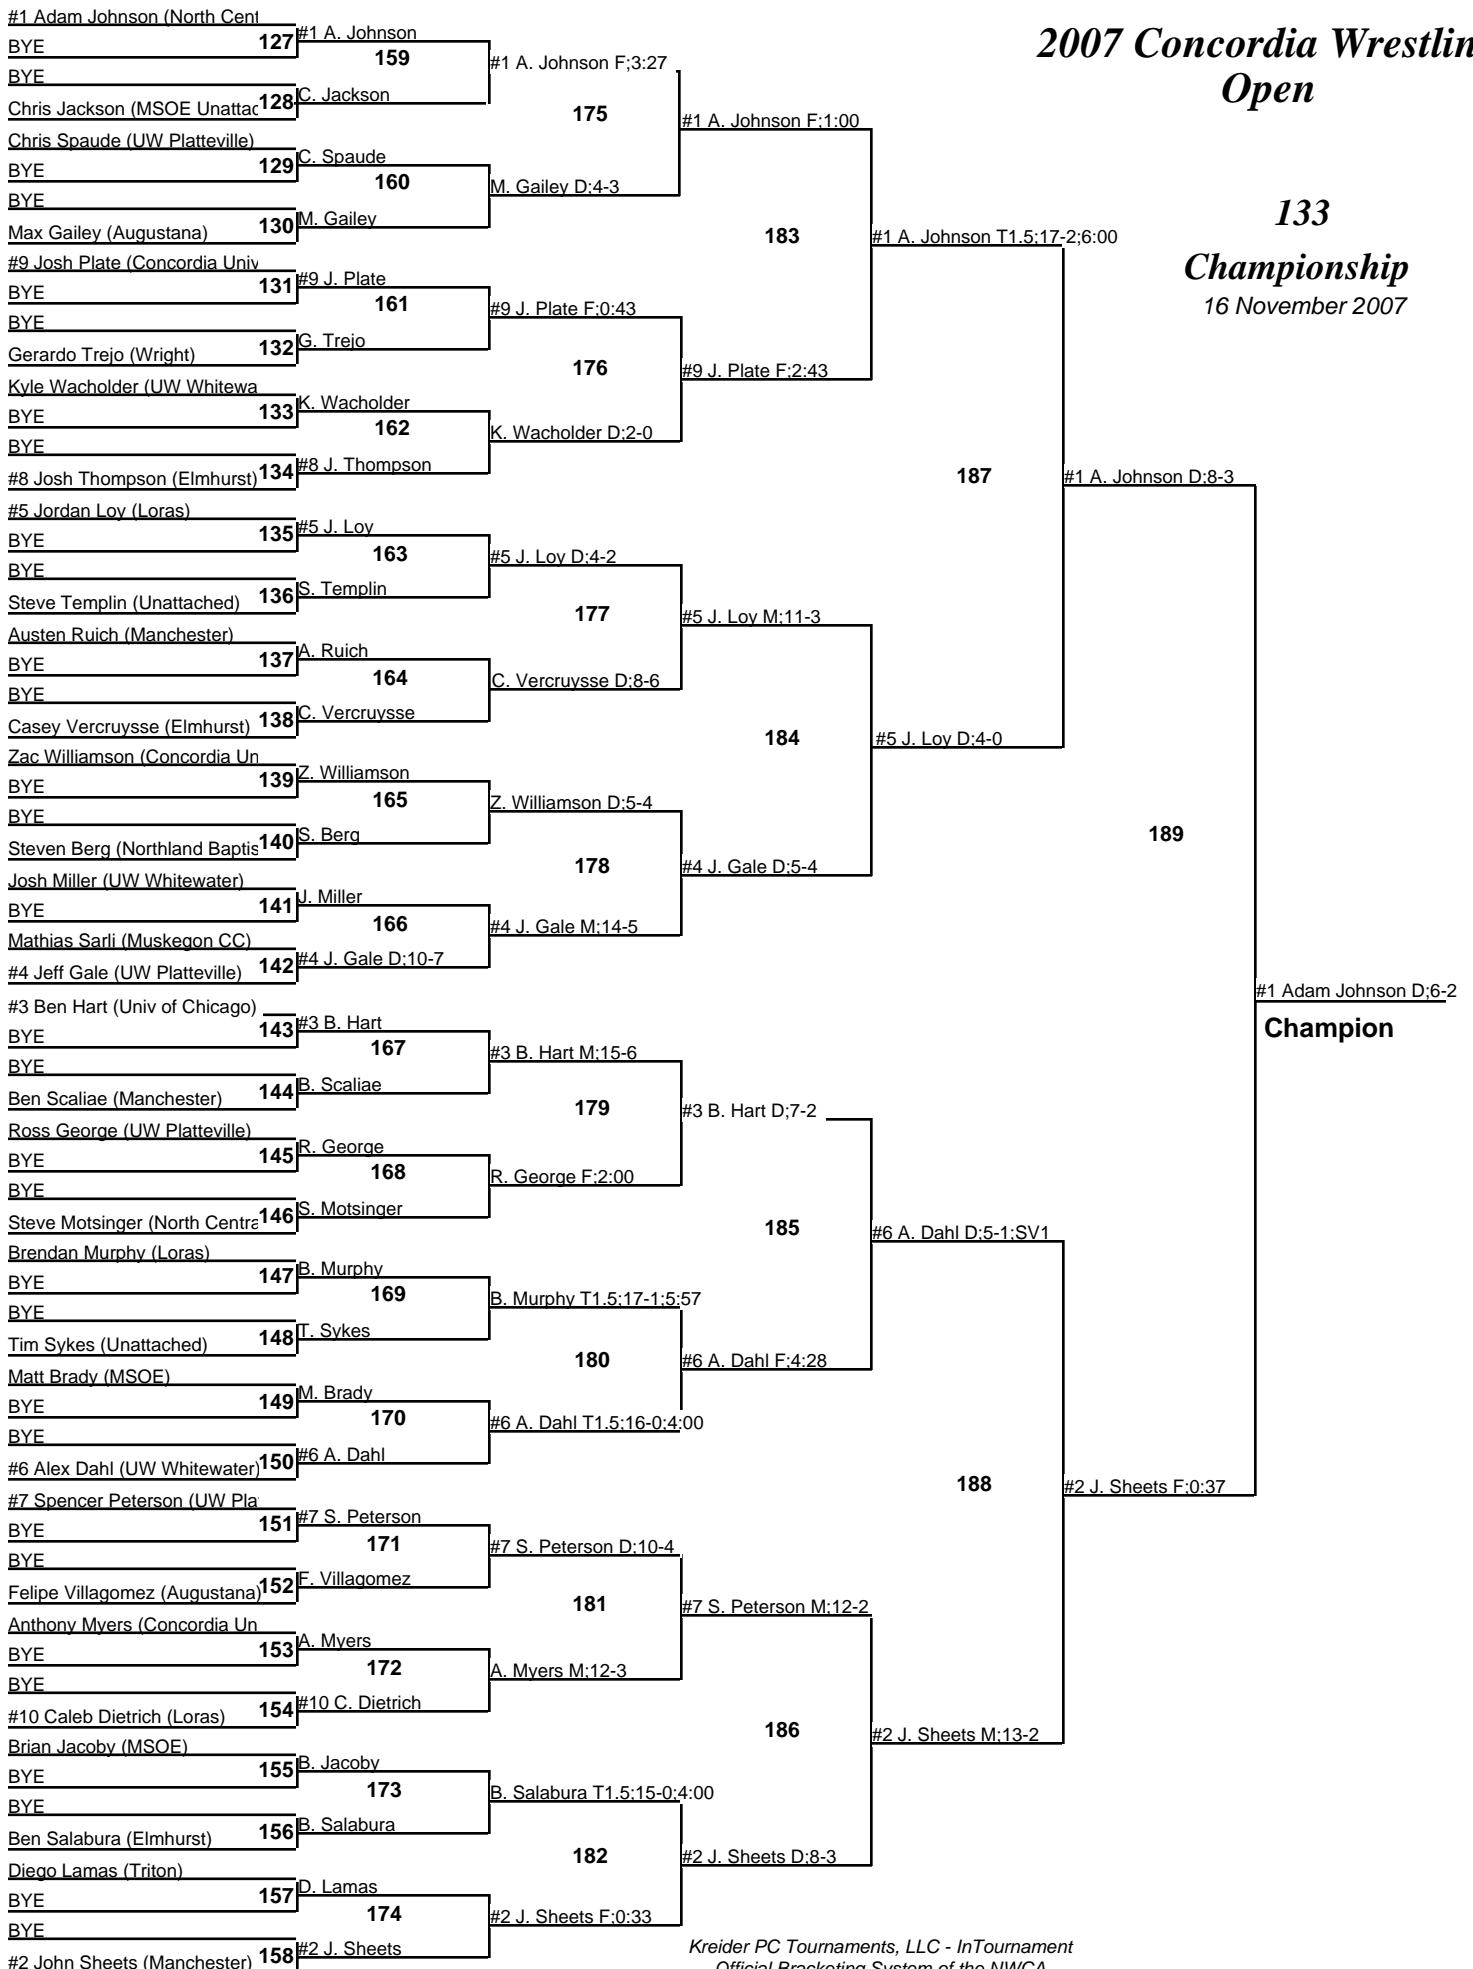 2007 Concordia Wrestlin
Open
133
Championship
16 November 2007
#1 Adam Johnson (North Cent
BYE
127
BYE
Chris Jackson (MSOE Unattac
128
Chris Spaude (UW Platteville)
BYE
129
BYE
Max Gailey (Augustana)
130
#9 Josh Plate (Concordia Univ
BYE
131
BYE
Gerardo Trejo (Wright)
132
Kyle Wacholder (UW Whitewa
BYE
133
BYE
#8 Josh Thompson (Elmhurst)
134
#5 Jordan Loy (Loras)
BYE
135
BYE
Steve Templin (Unattached)
136
Austen Ruich (Manchester)
BYE
137
BYE
Casey Vercruysse (Elmhurst)
138
Zac Williamson (Concordia Un
BYE
139
BYE
Steven Berg (Northland Baptis
140
Josh Miller (UW Whitewater)
BYE
141
Mathias Sarli (Muskegon CC)
#4 Jeff Gale (UW Platteville)
142
#3 Ben Hart (Univ of Chicago)
BYE
143
BYE
Ben Scaliae (Manchester)
144
Ross George (UW Platteville)
BYE
145
BYE
Steve Motsinger (North Centra
146
Brendan Murphy (Loras)
BYE
147
BYE
Tim Sykes (Unattached)
148
Matt Brady (MSOE)
BYE
149
BYE
#6 Alex Dahl (UW Whitewater)
150
#7 Spencer Peterson (UW Pla
BYE
151
BYE
Felipe Villagomez (Augustana)
152
Anthony Myers (Concordia Un
BYE
153
BYE
#10 Caleb Dietrich (Loras)
154
Brian Jacoby (MSOE)
BYE
155
BYE
Ben Salabura (Elmhurst)
156
Diego Lamas (Triton)
BYE
157
BYE
#2 John Sheets (Manchester)
158
#1 A. Johnson
159
C. Jackson
C. Spaude
160
M. Gailey
#9 J. Plate
161
G. Trejo
K. Wacholder
162
#8 J. Thompson
#5 J. Loy
163
S. Templin
A. Ruich
164
C. Vercruysse
Z. Williamson
165
S. Berg
J. Miller
166
#4 J. Gale D;10-7
#3 B. Hart
167
B. Scaliae
R. George
168
S. Motsinger
B. Murphy
169
T. Sykes
M. Brady
170
#6 A. Dahl
#7 S. Peterson
171
F. Villagomez
A. Myers
172
#10 C. Dietrich
B. Jacoby
173
B. Salabura
D. Lamas
174
#2 J. Sheets
#1 A. Johnson F;3:27
175
M. Gailey D;4-3
#9 J. Plate F;0:43
176
K. Wacholder D;2-0
#5 J. Loy D;4-2
177
C. Vercruysse D;8-6
Z. Williamson D;5-4
178
#4 J. Gale M;14-5
#3 B. Hart M;15-6
179
R. George F;2:00
B. Murphy T1.5;17-1;5:57
180
#6 A. Dahl T1.5;16-0;4:00
#7 S. Peterson D;10-4
181
A. Myers M;12-3
B. Salabura T1.5;15-0;4:00
182
#2 J. Sheets F;0:33
#1 A. Johnson F;1:00
183
#9 J. Plate F;2:43
#5 J. Loy M;11-3
184
#4 J. Gale D;5-4
#3 B. Hart D;7-2
185
#6 A. Dahl F;4:28
#7 S. Peterson M;12-2
186
#2 J. Sheets D;8-3
#1 A. Johnson T1.5;17-2;6:00
187
#5 J. Loy D;4-0
#6 A. Dahl D;5-1;SV1
188
#2 J. Sheets M;13-2
#1 A. Johnson D;8-3
189
#2 J. Sheets F;0:37
#1 Adam Johnson D;6-2
Champion
Kreider PC Tournaments, LLC - InTournament
Official Bracketing System of the NWCA